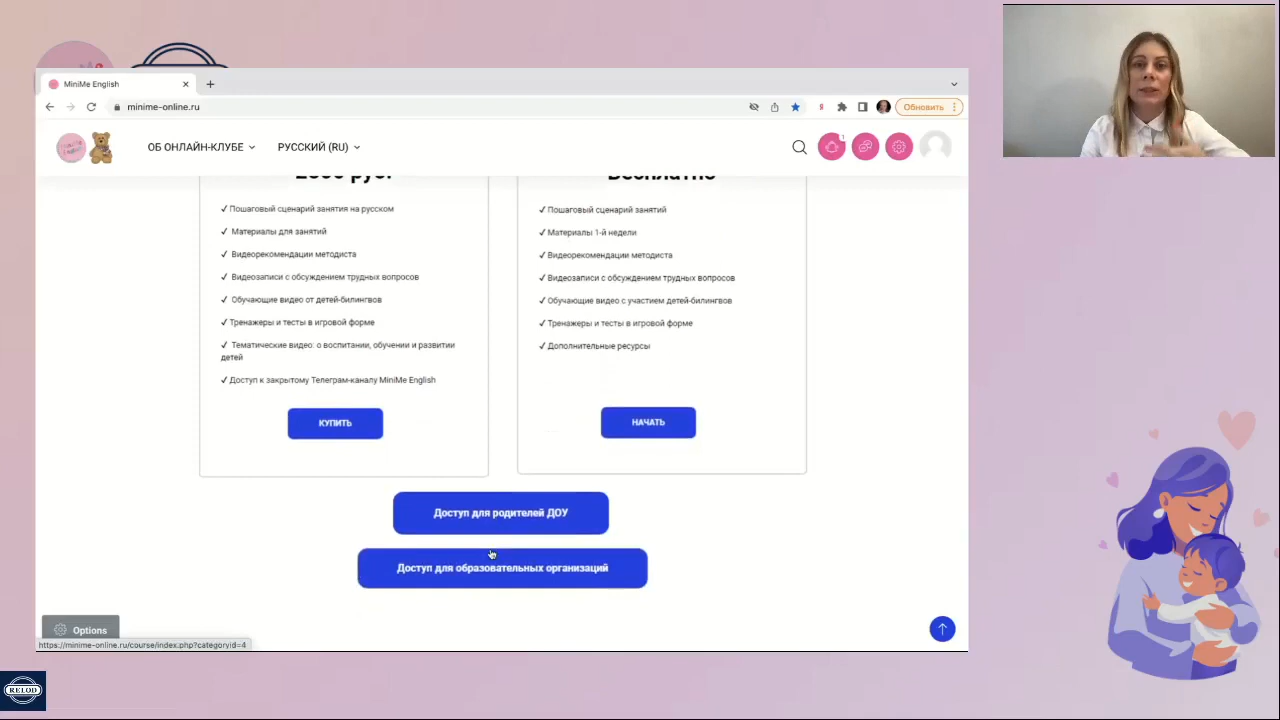 MiniMe English
minime-online.ru
Обновить
ОБ ОНЛАЙН-КЛУБЕ
РУССКИЙ (RU)
1
Бесплатно
✓ Пошаговый сценарий занятия на русском
✓ Материалы для занятий
✓ Видеорекомендации методиста
✓ Видеозаписи с обсуждением трудных вопросов
✓ Обучающие видео от детей-билингвов
✓ Тренажеры и тесты в игровой форме
✓ Тематические видео: о воспитании, обучении и развитии
детей
✓ Доступ к закрытому Телеграм-каналу MiniMe English
КУПИТЬ
✓ Пошаговый сценарий занятий
✓ Материалы 1-й недели
✓ Видеорекомендации методиста
✓ Видеозаписи с обсуждением трудных вопросов
✓ Обучающие видео с участием детей-билингвов
✓ Тренажеры и тесты в игровой форме
✓ Дополнительные ресурсы
НАЧАТЬ
Доступ для родителей ДОУ
Доступ для образовательных организаций
Options
https://minime-online.ru/course/index.php?categoryid=4
RELOD